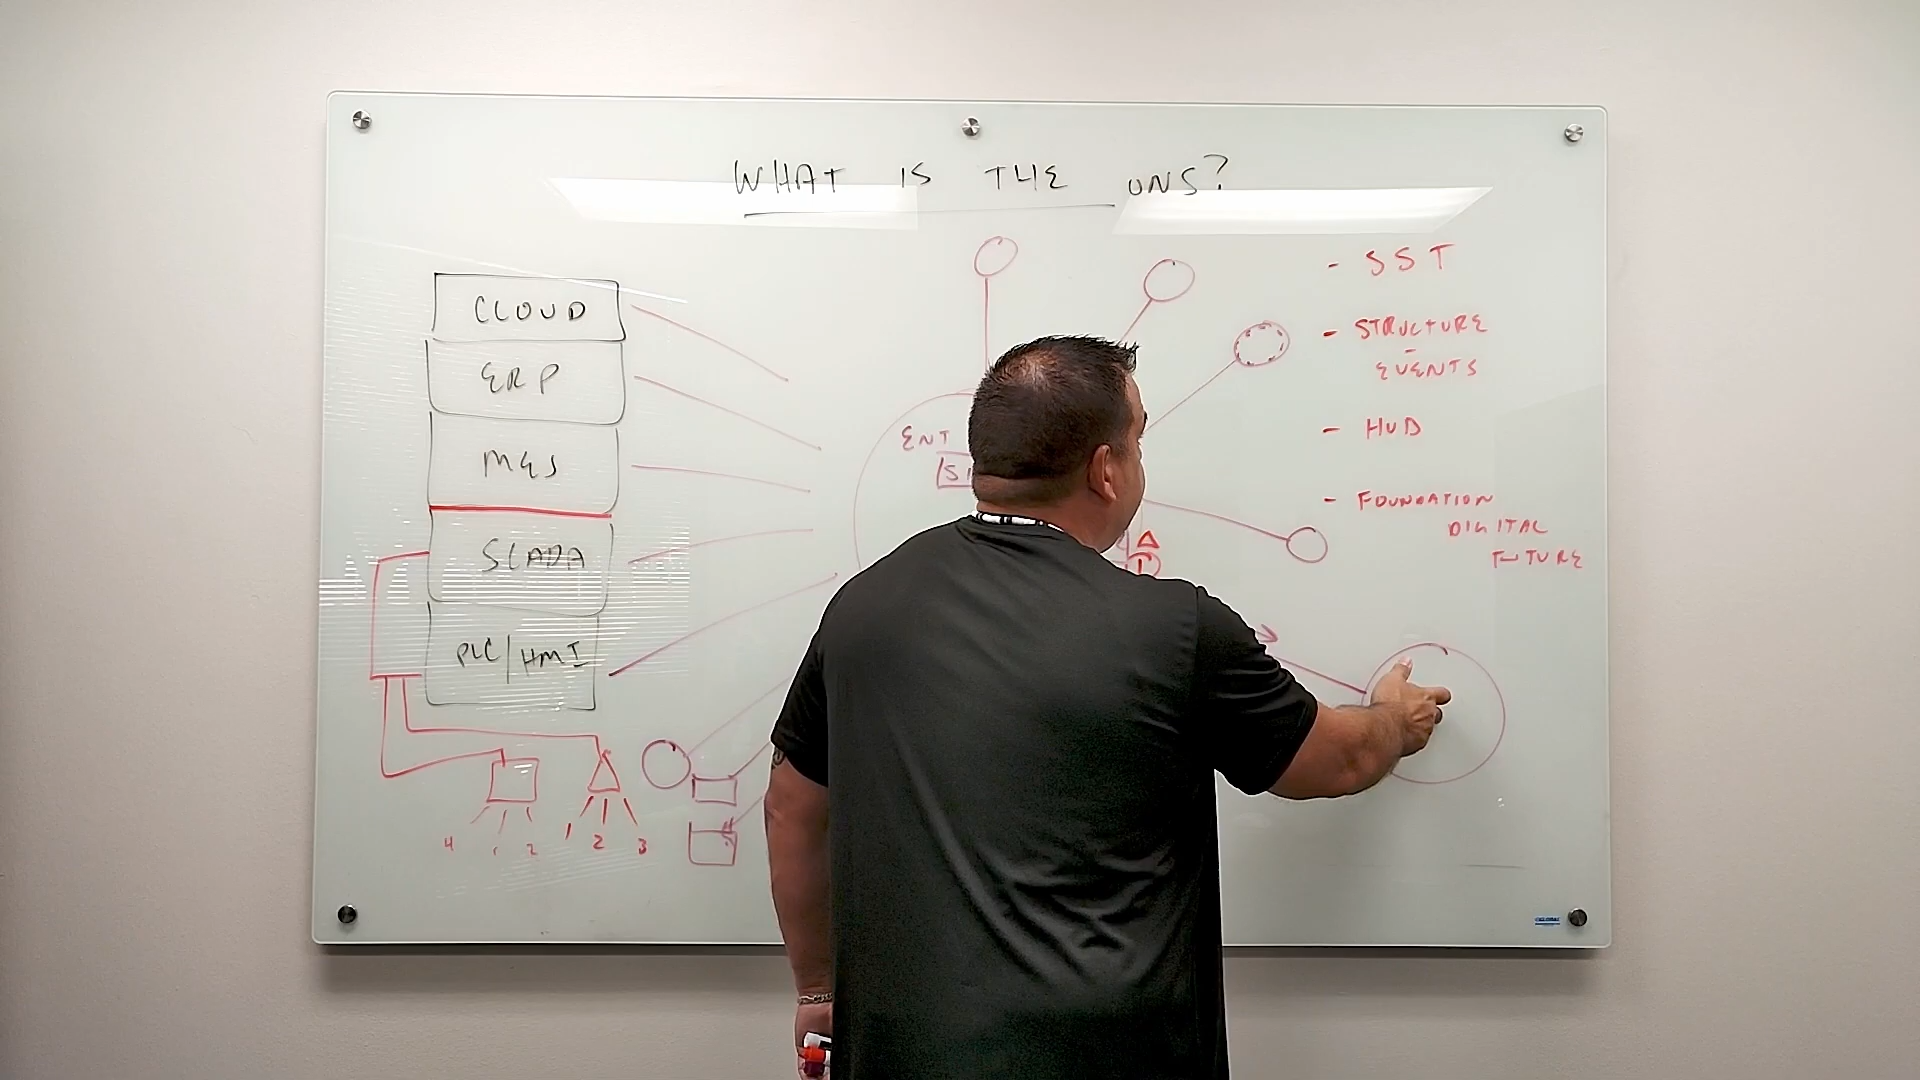 WHAT IS THE UNS?
CLOUD
ERP
MES
SCADA
PLC/HMI
4 1 2
1 2 3
ENT
- SST
- STRUCTURE
- EVENTS
- HUD
- FOUNDATION
DIGITAL
FUTURE